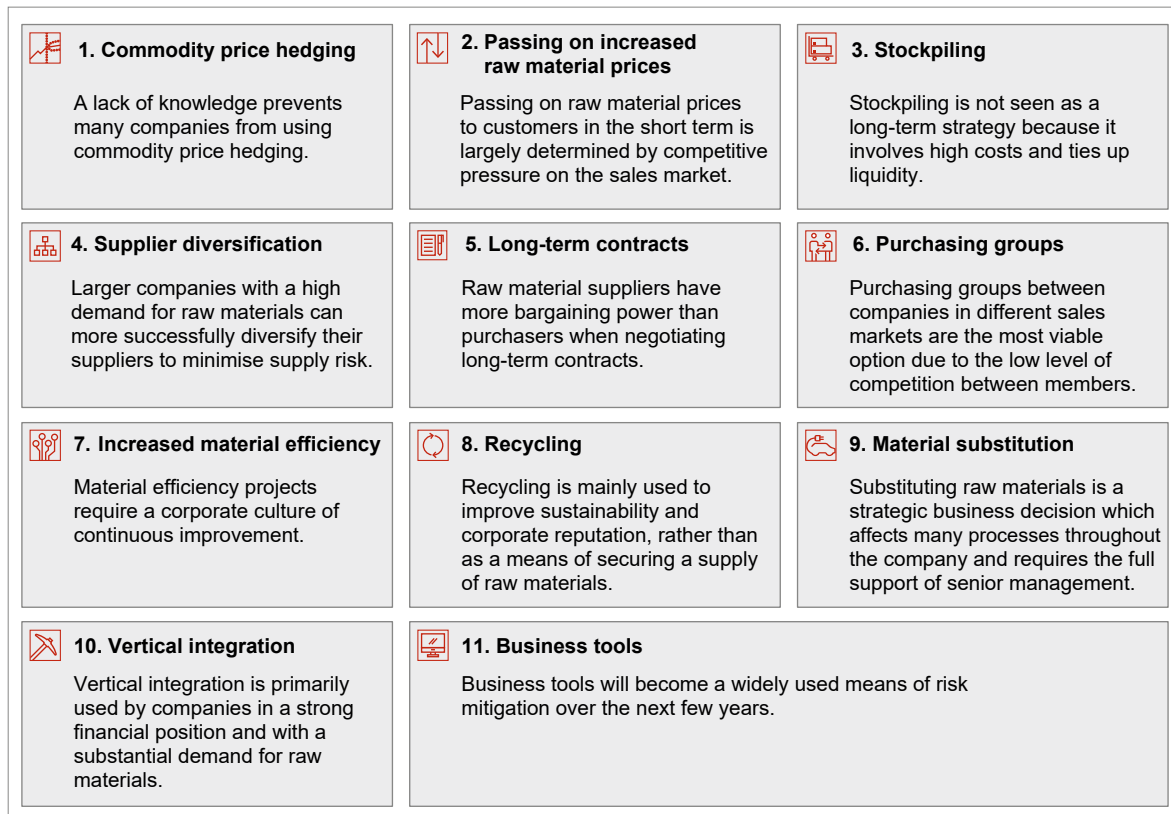 1. Commodity price hedging
A lack of knowledge prevents
many companies from using
commodity price hedging.
2. Passing on increased
raw material prices
Passing on raw material prices
to customers in the short term is
largely determined by competitive
pressure on the sales market.
3. Stockpiling
Stockpiling is not seen as a
long-term strategy because it
involves high costs and ties up
liquidity.
4. Supplier diversification
Larger companies with a high
demand for raw materials can
more successfully diversify their
suppliers to minimise supply risk.
5. Long-term contracts
Raw material suppliers have
more bargaining power than
purchasers when negotiating
long-term contracts.
6. Purchasing groups
Purchasing groups between
companies in different sales
markets are the most viable
option due to the low level of
competition between members.
7. Increased material efficiency
Material efficiency projects
require a corporate culture of
continuous improvement.
8. Recycling
Recycling is mainly used to
improve sustainability and
corporate reputation, rather than
as a means of securing a supply
of raw materials.
9. Material substitution
Substituting raw materials is a
strategic business decision which
affects many processes throughout
the company and requires the full
support of senior management.
10. Vertical integration
Vertical integration is primarily
used by companies in a strong
financial position and with a
substantial demand for raw
materials.
11. Business tools
Business tools will become a widely used means of risk
mitigation over the next few years.